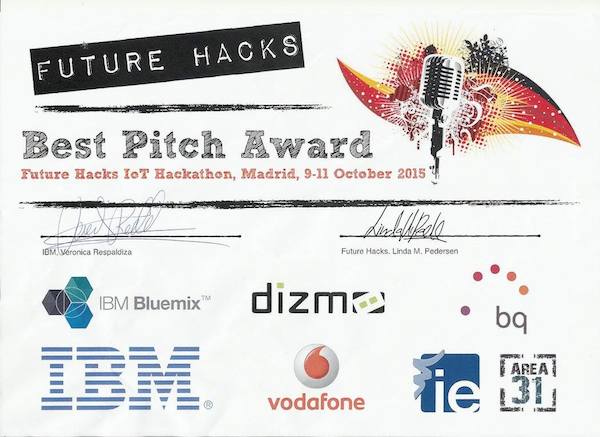 FUTURE HACKS
Best Pitch Award
Future Hacks IoT Hackathon, Madrid, 9-11 October 2015
IBM, Veronica Respaldiza
Future Hacks. Linda M. Pedersen
IBM Bluemix™
dizmo
bq
IBM®
vodafone
ie
AREA
31